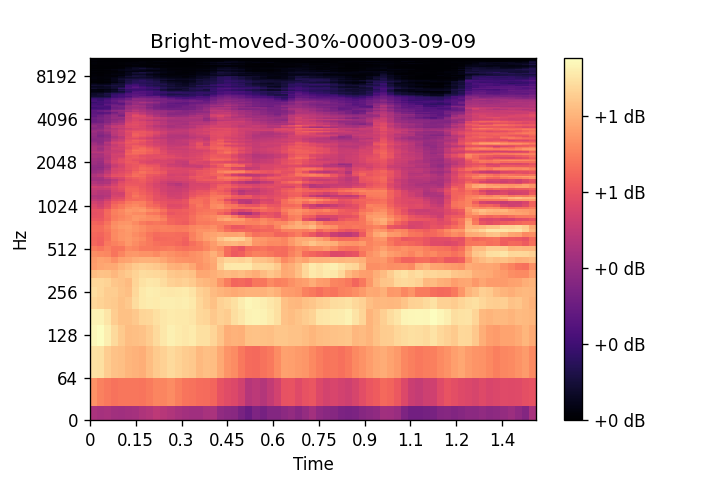 Bright-moved-30%-00003-09-09
8192
4096
2048
1024
512
256
128
64
0
Hz
0 0.15 0.3 0.45 0.6 0.75 0.9 1.1 1.2 1.4
Time
+1 dB
+1 dB
+0 dB
+0 dB
+0 dB